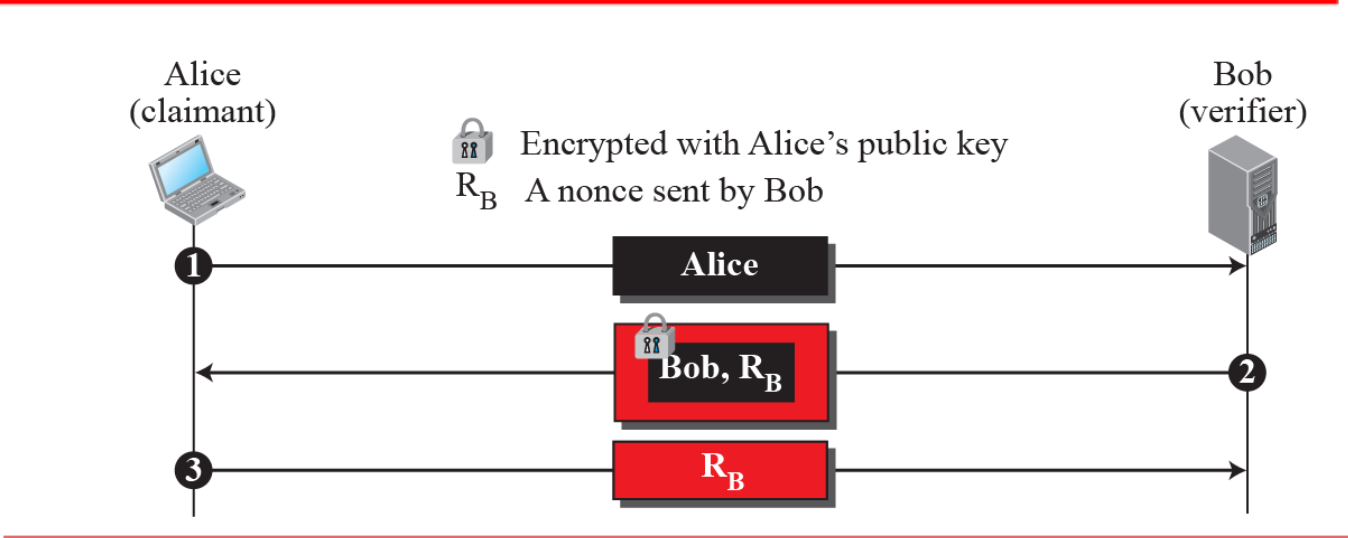 Alice
(claimant)
Bob
(verifier)
Encrypted with Alice’s public key
R_B A nonce sent by Bob
1 Alice
Bob, R_B 2
3 R_B